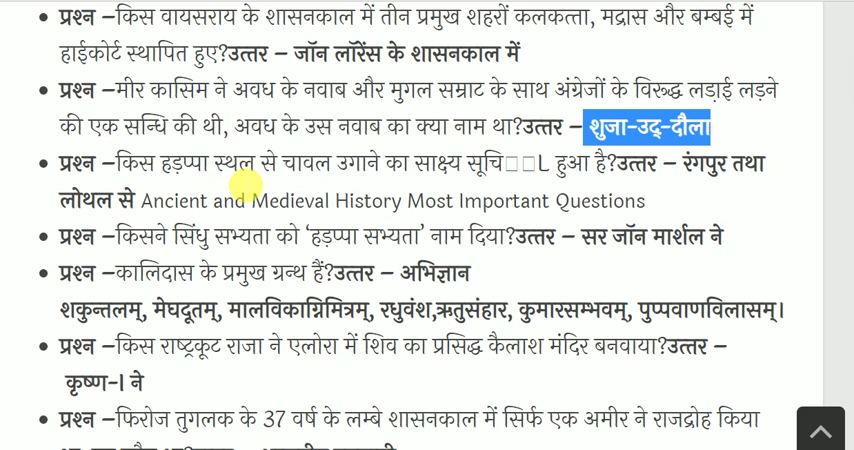 प्रश्न –किस वायसराय के शासनकाल में तीन प्रमुख शहरों कलकत्ता, मद्रास और बम्बई में
हाईकोर्ट स्थापित हुए?उत्तर – जॉन लॉरेंस के शासनकाल में
प्रश्न –मीर कासिम ने अवध के नवाब और मुगल सम्राट के साथ अंग्रेजों के विरुद्ध लडा़ई लड़ने
की एक सन्धि की थी, अवध के उस नवाब का क्या नाम था?उत्तर – शुजा-उद्-दौला
प्रश्न –किस हड़प्पा स्थल से चावल उगाने का साक्ष्य सूचि□□L हुआ है?उत्तर – रंगपुर तथा
लोथल से Ancient and Medieval History Most Important Questions
प्रश्न –किसने सिंधु सभ्यता को ‘हड़प्पा सभ्यता’ नाम दिया?उत्तर – सर जॉन मार्शल ने
प्रश्न –कालिदास के प्रमुख ग्रन्थ हैं?उत्तर – अभिज्ञान
शकुन्तलम्, मेघदूतम्, मालविकाग्निमित्रम्, रधुवंश,ऋतुसंहार, कुमारसम्भवम्, पुप्पवाणविलासम्।
प्रश्न –किस राष्ट्रकूट राजा ने एलोरा में शिव का प्रसिद्ध कैलाश मंदिर बनवाया?उत्तर –
कृष्ण-I ने
प्रश्न –फिरोज तुगलक के 37 वर्ष के लम्बे शासनकाल में सिर्फ एक अमीर ने राजद्रोह किया